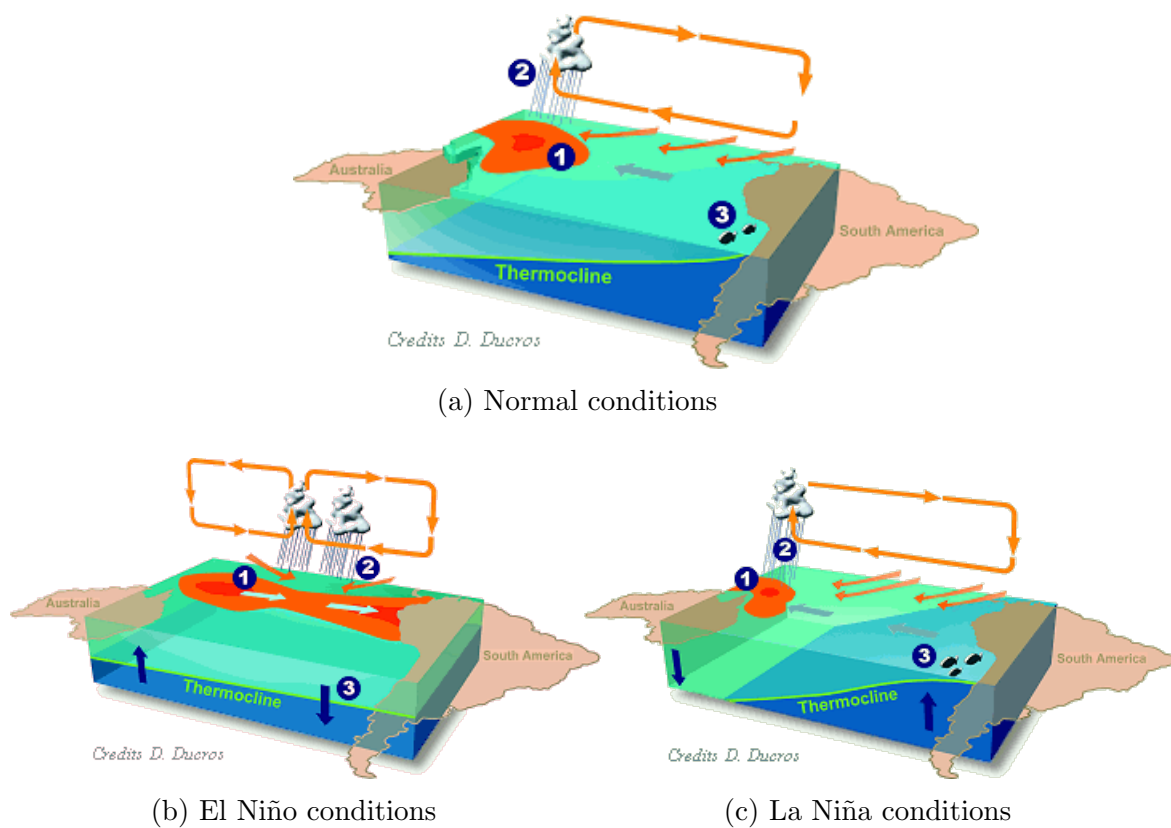 2
1
Australia
3
South America
Thermocline
Credits D. Ducros
(a) Normal conditions
1
2
Australia
South America
3
Thermocline
Credits D. Ducros
(b) El Niño conditions
2
1
Australia
3
South America
Thermocline
Credits D. Ducros
(c) La Niña conditions